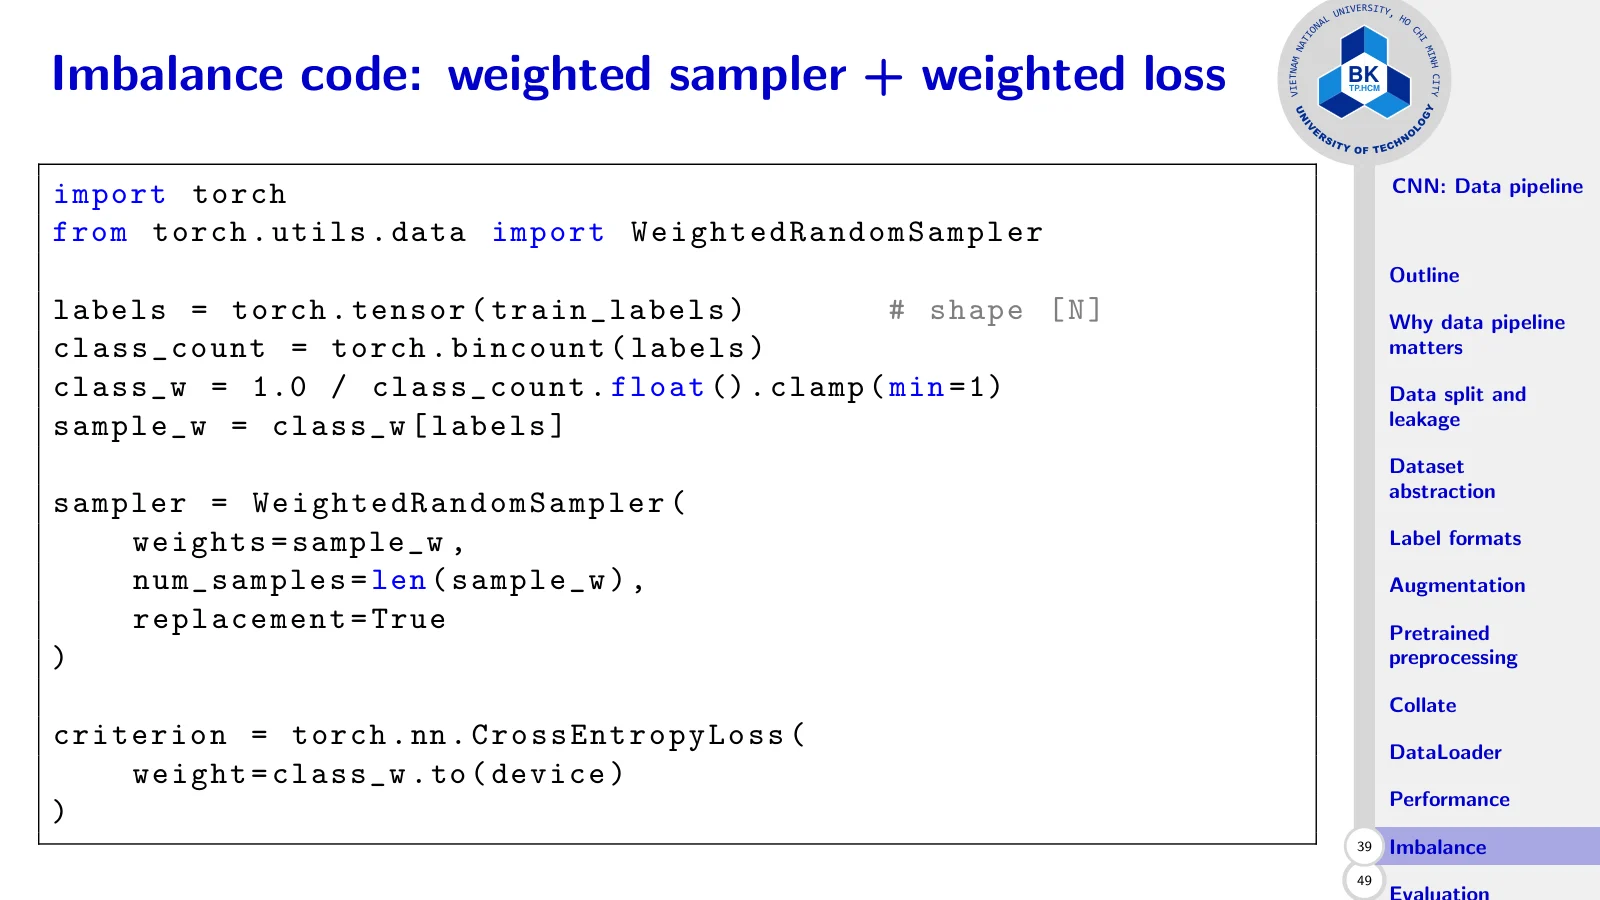 Imbalance code: weighted sampler + weighted loss
VIETNAM NATIONAL UNIVERSITY, HO CHI MINH CITY
BK
TP.HCM
UNIVERSITY OF TECHNOLOGY
import torch
from torch.utils.data import WeightedRandomSampler
labels = torch.tensor(train_labels) # shape [N]
class_count = torch.bincount(labels)
class_w = 1.0 / class_count.float().clamp(min=1)
sample_w = class_w[labels]
sampler = WeightedRandomSampler(
    weights=sample_w,
    num_samples=len(sample_w),
    replacement=True
)
criterion = torch.nn.CrossEntropyLoss(
    weight=class_w.to(device)
)
CNN: Data pipeline
Outline
Why data pipeline
matters
Data split and
leakage
Dataset
abstraction
Label formats
Augmentation
Pretrained
preprocessing
Collate
DataLoader
Performance
39
Imbalance
49
Evaluation